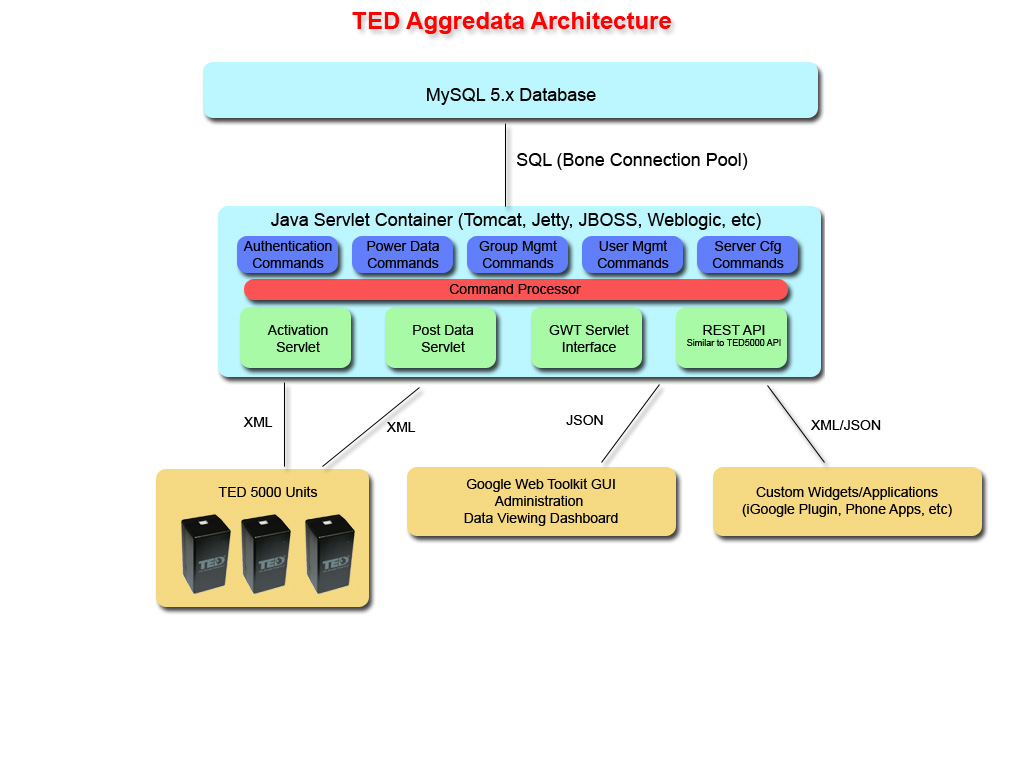 TED Aggredata Architecture
MySQL 5.x Database
SQL (Bone Connection Pool)
Java Servlet Container (Tomcat, Jetty, JBOSS, Weblogic, etc)
Authentication
Commands
Power Data
Commands
Group Mgmt
Commands
User Mgmt
Commands
Server Cfg
Commands
Command Processor
Activation
Servlet
Post Data
Servlet
GWT Servlet
Interface
REST API
Similar to TED5000 API
XML
XML
JSON
XML/JSON
TED 5000 Units
TED
TED
TED
Google Web Toolkit GUI
Administration
Data Viewing Dashboard
Custom Widgets/Applications
(iGoogle Plugin, Phone Apps, etc)